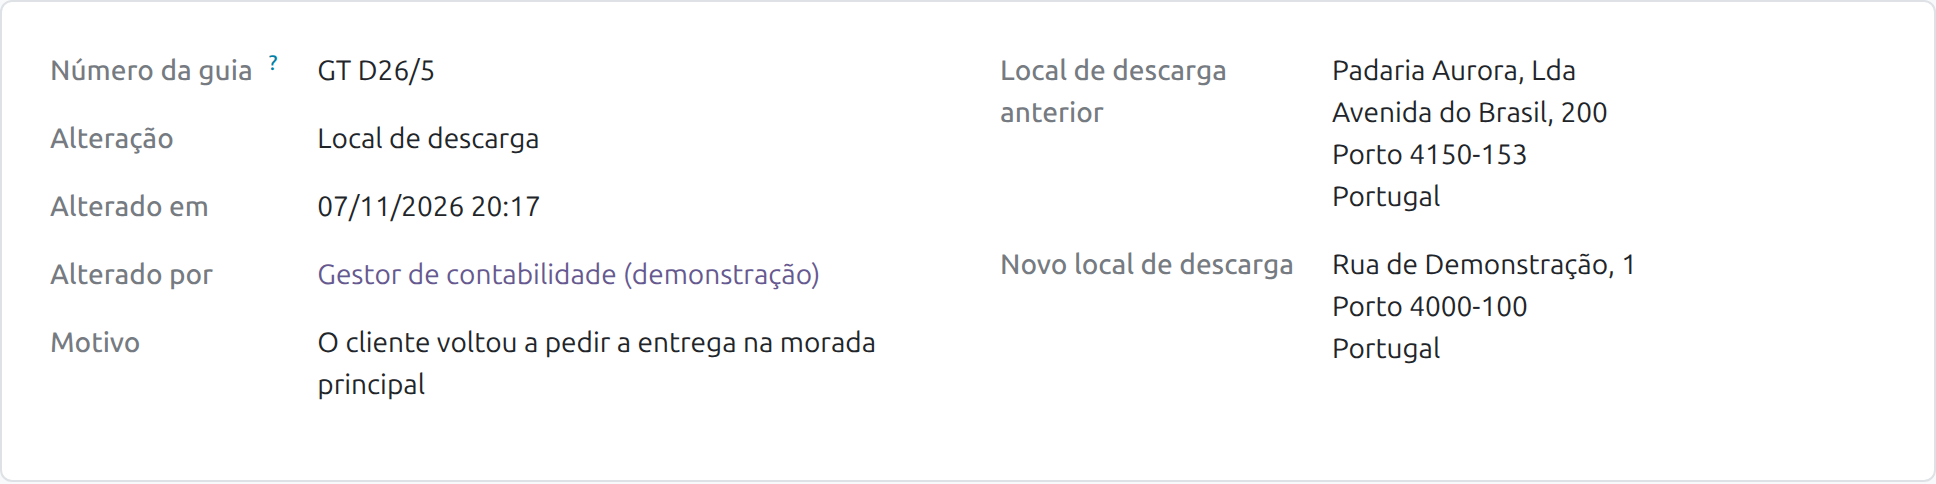 Número da guia ?
GT D26/5
Alteração
Local de descarga
Alterado em
07/11/2026 20:17
Alterado por
Gestor de contabilidade (demonstração)
Motivo
O cliente voltou a pedir a entrega na morada
principal
Local de descarga
anterior
Padaria Aurora, Lda
Avenida do Brasil, 200
Porto 4150-153
Portugal
Novo local de descarga
Rua de Demonstração, 1
Porto 4000-100
Portugal